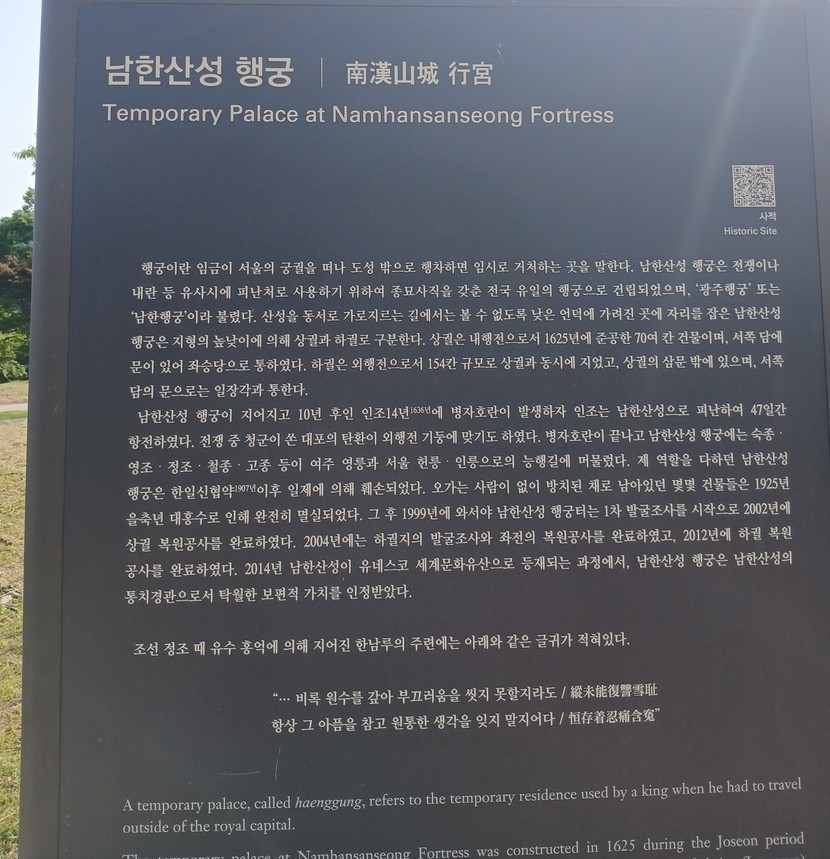 남한산성 행궁 | 南漢山城 行宮
Temporary Palace at Namhansanseong Fortress
사적
Historic Site
행궁이란 임금이 서울의 궁궐을 떠나 도성 밖으로 행차하면 임시로 거처하는 곳을 말한다. 남한산성 행궁은 전쟁이나
내란 등 유사시에 피난처로 사용하기 위하여 종묘사직을 갖춘 전국 유일의 행궁으로 건립되었으며, ‘광주행궁’ 또는
‘남한행궁’이라 불렸다. 산성을 동서로 가로지르는 길에서는 볼 수 없도록 낮은 언덕에 가려진 곳에 자리를 잡은 남한산성
행궁은 지형의 높낮이에 의해 상궐과 하궐로 구분한다. 상궐은 내행전으로서 1625년에 준공한 70여 칸 건물이며, 서쪽 담에
문이 있어 좌승당으로 통하였다. 하궐은 외행전으로서 154칸 규모로 상궐과 동시에 지었고, 상궐의 삼문 밖에 있으며, 서쪽
담의 문으로는 일장각과 통한다.
남한산성 행궁이 지어지고 10년 후인 인조14년1636년에 병자호란이 발생하자 인조는 남한산성으로 피난하여 47일간
항전하였다. 전쟁 중 청군이 쏜 대포의 탄환이 외행전 기둥에 맞기도 하였다. 병자호란이 끝나고 남한산성 행궁에는 숙종 ·
영조 · 정조 · 철종 · 고종 등이 여주 영릉과 서울 헌릉 · 인릉으로의 능행길에 머물렀다. 제 역할을 다하던 남한산성
행궁은 한일신협약1907년이후 일제에 의해 훼손되었다. 오가는 사람이 없이 방치된 채로 남아있던 몇몇 건물들은 1925년
을축년 대홍수로 인해 완전히 멸실되었다. 그 후 1999년에 와서야 남한산성 행궁터는 1차 발굴조사를 시작으로 2002년에
상궐 복원공사를 완료하였다. 2004년에는 하궐지의 발굴조사와 좌전의 복원공사를 완료하였고, 2012년에 하궐 복원
공사를 완료하였다. 2014년 남한산성이 유네스코 세계문화유산으로 등재되는 과정에서, 남한산성 행궁은 남한산성의
통치경관으로서 탁월한 보편적 가치를 인정받았다.
조선 정조 때 유수 홍억에 의해 지어진 한남루의 주련에는 아래와 같은 글귀가 적혀있다.
“… 비록 원수를 갚아 부끄러움을 씻지 못할지라도 / 縱未能復讐雪耻
항상 그 아픔을 참고 원통한 생각을 잊지 말지어다 / 恒存着忍痛含寃”
A temporary palace, called haenggung, refers to the temporary residence used by a king when he had to travel
outside of the royal capital.
The temporary palace at Namhansanseong Fortress was constructed in 1625 during the Joseon period